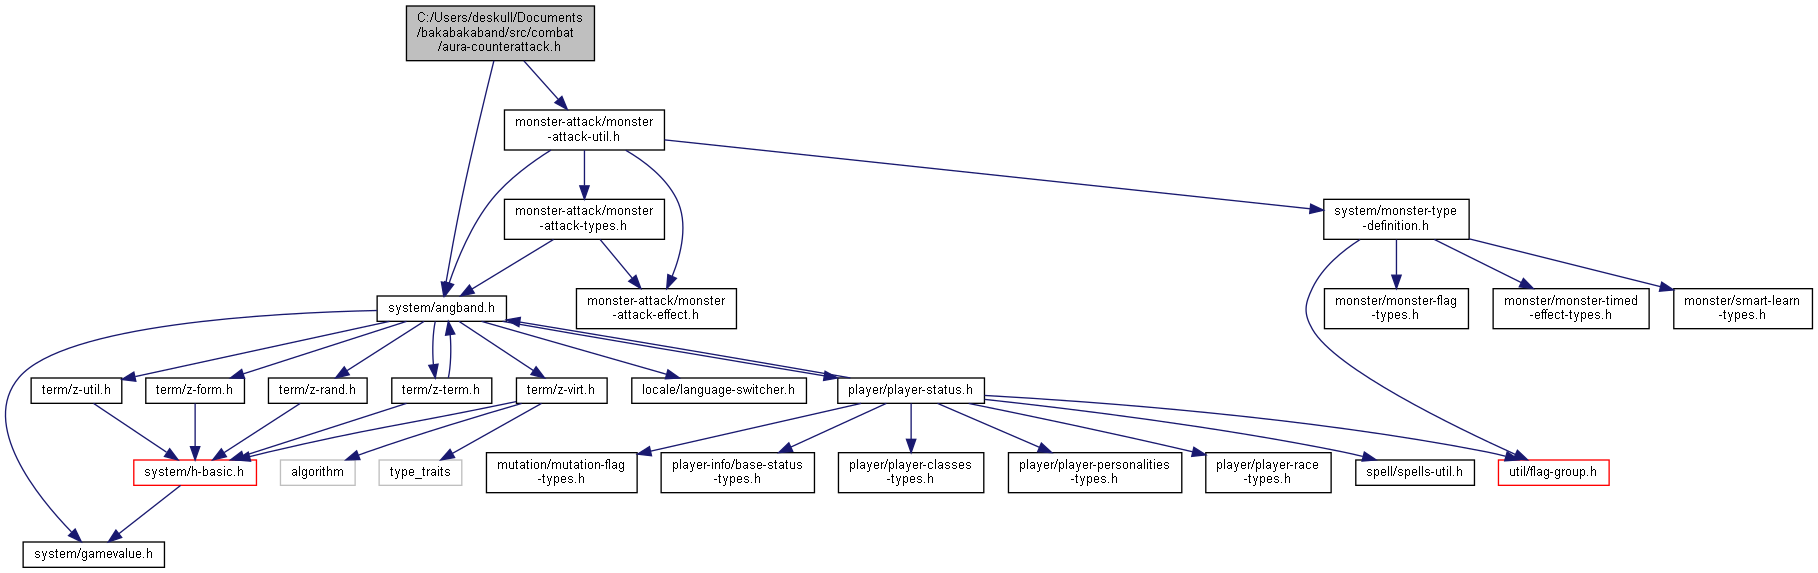 C:/Users/deskull/Documents
/bakabakaband/src/combat
/aura-counterattack.h
monster-attack/monster
-attack-util.h
monster-attack/monster
-attack-types.h
system/monster-type
-definition.h
monster-attack/monster
-attack-effect.h
monster/monster-flag
-types.h
monster/monster-timed
-effect-types.h
monster/smart-learn
-types.h
system/angband.h
term/z-util.h
term/z-form.h
term/z-rand.h
term/z-term.h
term/z-virt.h
locale/language-switcher.h
player/player-status.h
system/h-basic.h
algorithm
type_traits
mutation/mutation-flag
-types.h
player-info/base-status
-types.h
player/player-classes
-types.h
player/player-personalities
-types.h
player/player-race
-types.h
spell/spells-util.h
util/flag-group.h
system/gamevalue.h